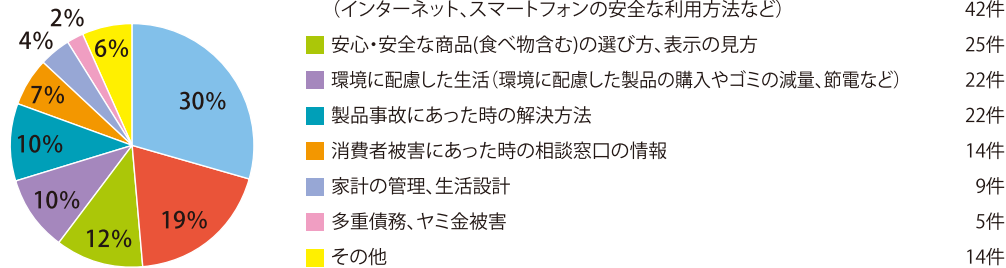 （インターネット、スマートフォンの安全な利用方法など） 42件
安心・安全な商品(食べ物含む)の選び方、表示の見方 25件
環境に配慮した生活（環境に配慮した製品の購入やゴミの減量、節電など） 22件
製品事故にあった時の解決方法 22件
消費者被害にあった時の相談窓口の情報 14件
家計の管理、生活設計 9件
多重債務、ヤミ金被害 5件
その他 14件
30%
19%
12%
10%
10%
7%
4%
2%
6%